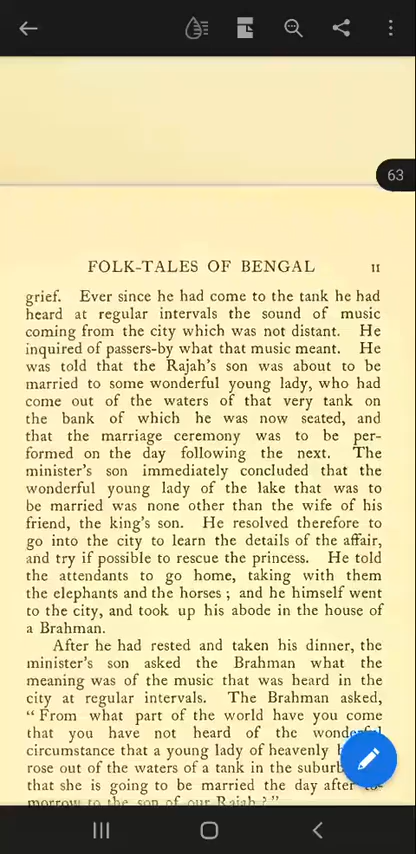 63
FOLK-TALES OF BENGAL 11
grief. Ever since he had come to the tank he had
heard at regular intervals the sound of music
coming from the city which was not distant. He
inquired of passers-by what that music meant. He
was told that the Rajah's son was about to be
married to some wonderful young lady, who had
come out of the waters of that very tank on
the bank of which he was now seated, and
that the marriage ceremony was to be per-
formed on the day following the next. The
minister's son immediately concluded that the
wonderful young lady of the lake that was to
be married was none other than the wife of his
friend, the king's son. He resolved therefore to
go into the city to learn the details of the affair,
and try if possible to rescue the princess. He told
the attendants to go home, taking with them
the elephants and the horses ; and he himself went
to the city, and took up his abode in the house of
a Brahman.
After he had rested and taken his dinner, the
minister's son asked the Brahman what the
meaning was of the music that was heard in the
city at regular intervals. The Brahman asked,
“ From what part of the world have you come
that you have not heard of the wonderful
circumstance that a young lady of heavenly
rose out of the waters of a tank in the suburb
that she is going to be married the day after to-
morrow to the son of our Rajah ? ”